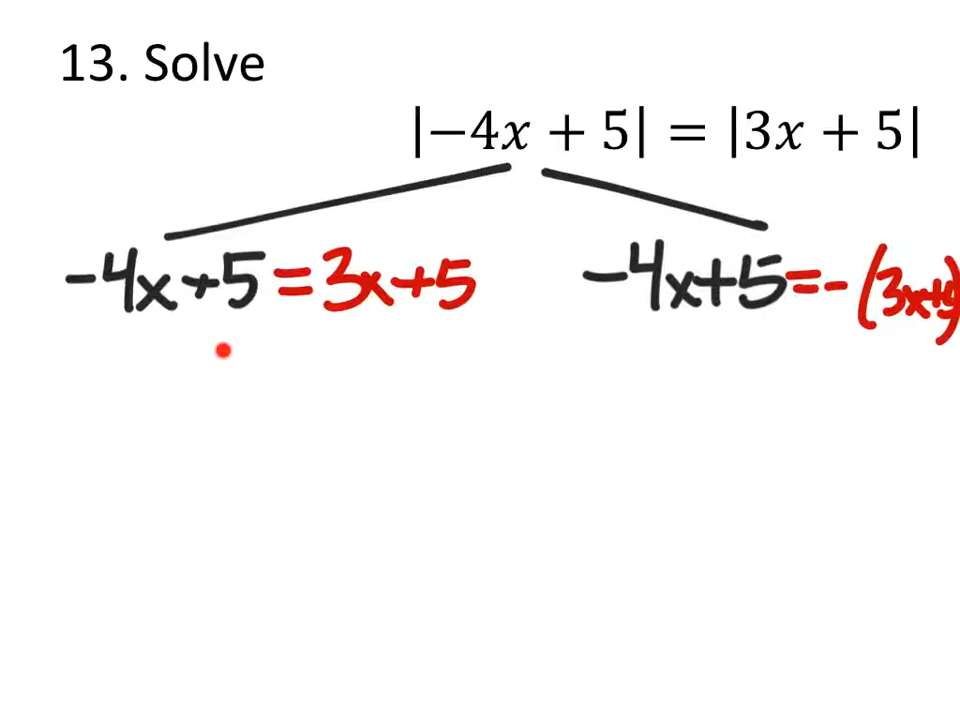 13. Solve
|−4x + 5| = |3x + 5|
-4x+5=3x+5
-4x+5=-(3x+5)